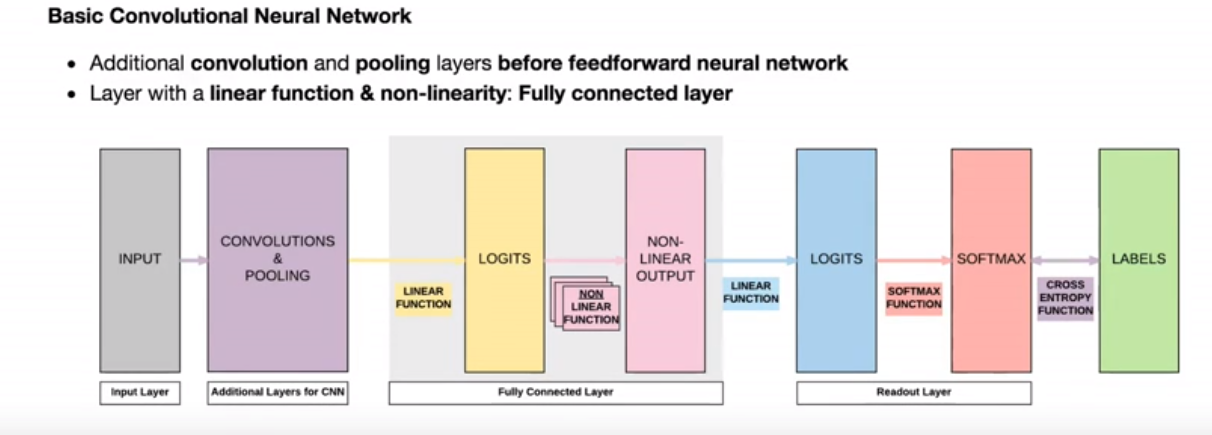 Basic Convolutional Neural Network
• Additional convolution and pooling layers before feedforward neural network
• Layer with a linear function & non-linearity: Fully connected layer
INPUT
CONVOLUTIONS
&
POOLING
LINEAR
FUNCTION
LOGITS
NON
LINEAR
FUNCTION
NON-
LINEAR
OUTPUT
LINEAR
FUNCTION
LOGITS
SOFTMAX
FUNCTION
SOFTMAX
CROSS
ENTROPY
FUNCTION
LABELS
Input Layer
Additional Layers for CNN
Fully Connected Layer
Readout Layer